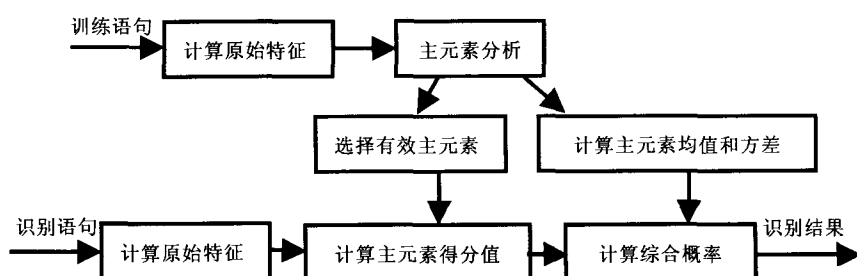 训练语句
计算原始特征
主元素分析
选择有效主元素
计算主元素均值和方差
识别语句
计算原始特征
计算主元素得分值
计算综合概率
识别结果